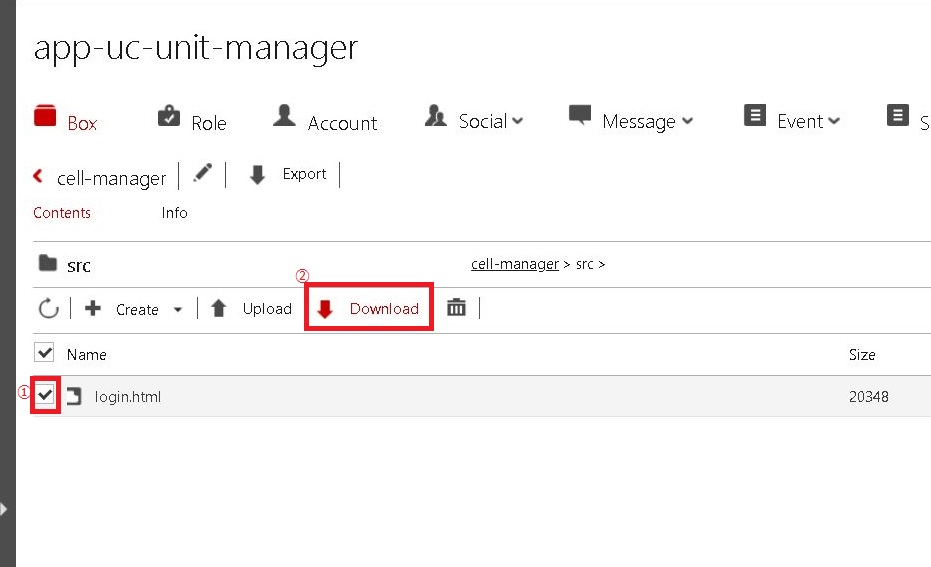 app-uc-unit-manager
Box Role Account Social Message Event S
cell-manager Export
Contents Info
src cell-manager > src >
②
Create Upload Download
Name Size
① login.html 20348